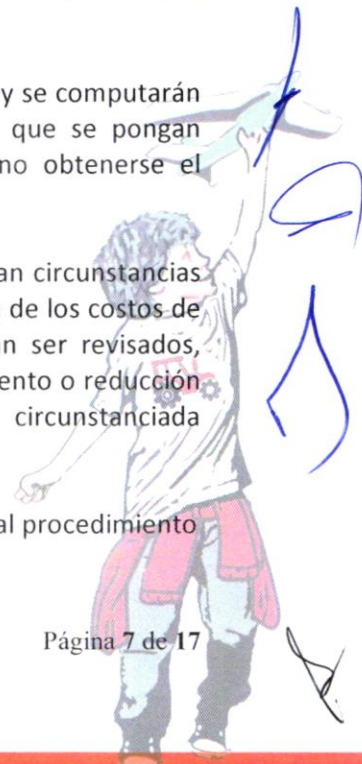 y se computarán
que se pongan
no obtenerse el
an circunstancias
de los costos de
n ser revisados,
ento o reducción
circunstanciada
al procedimiento
Página 7 de 17